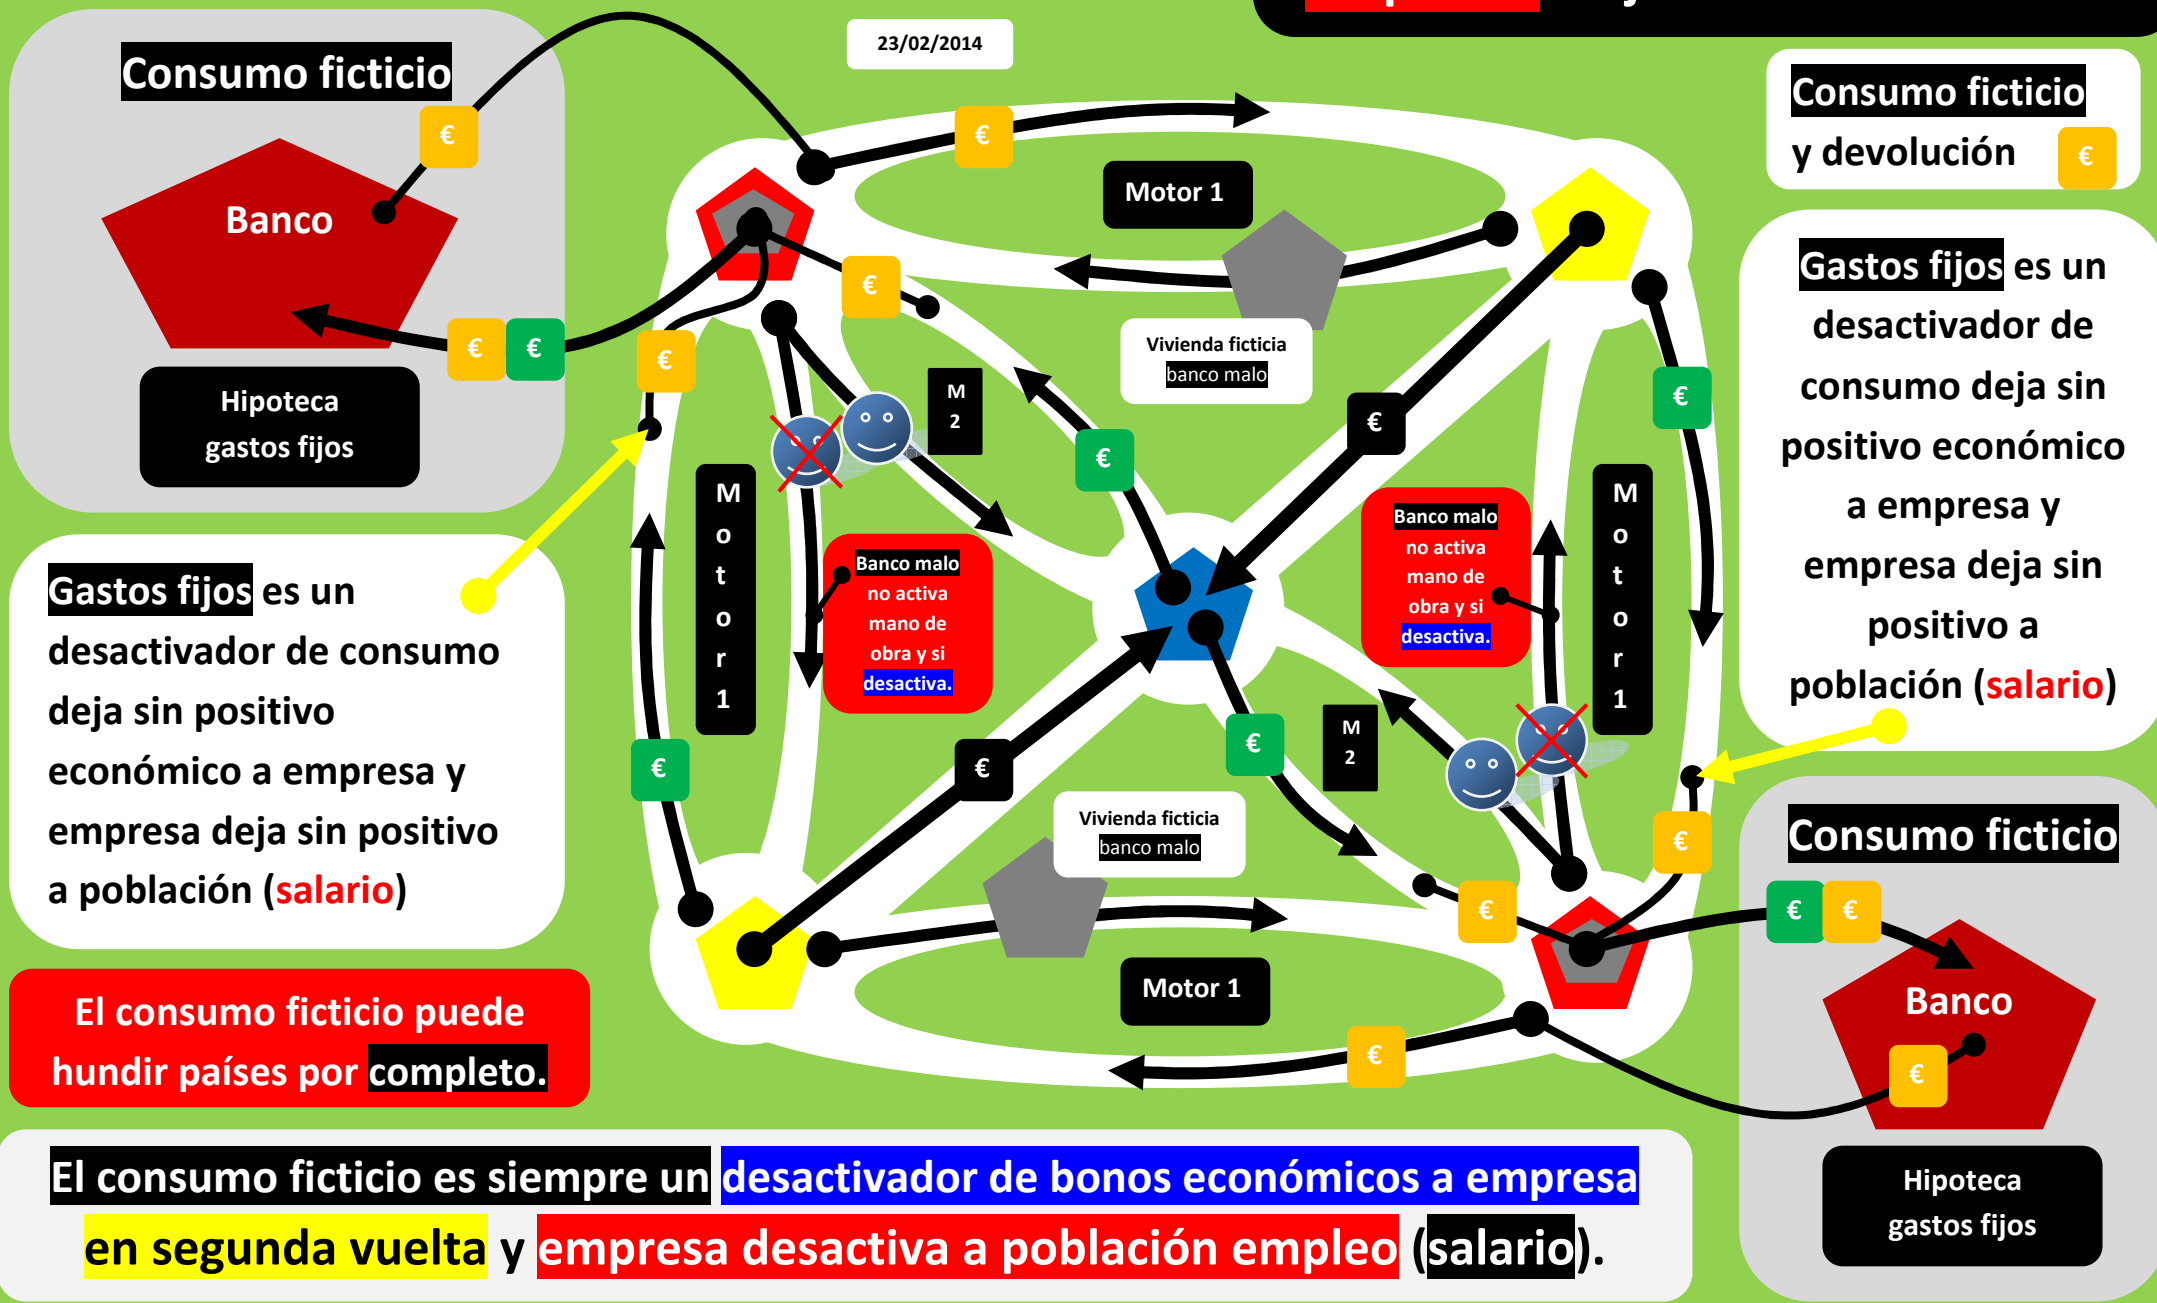 23/02/2014
Consumo ficticio
€
Banco
€ €
Hipoteca
gastos fijos
Consumo ficticio
y devolución €
€
Motor 1
€
€
Vivienda ficticia
banco malo
M
2
€
€
€
Gastos fijos es un
desactivador de
consumo deja sin
positivo económico
a empresa y
empresa deja sin
positivo a
población (salario)
M
o
t
o
r
1
Banco malo
no activa
mano de
obra y si
desactiva.
Banco malo
no activa
mano de
obra y si
desactiva.
M
o
t
o
r
1
Gastos fijos es un
desactivador de consumo
deja sin positivo
económico a empresa y
empresa deja sin positivo
a población (salario)
€
€
€
M
2
Vivienda ficticia
banco malo
€
€
Motor 1
€
Consumo ficticio
€ €
Banco
€
Hipoteca
gastos fijos
El consumo ficticio puede
hundir países por completo.
El consumo ficticio es siempre un desactivador de bonos económicos a empresa
en segunda vuelta y empresa desactiva a población empleo (salario).